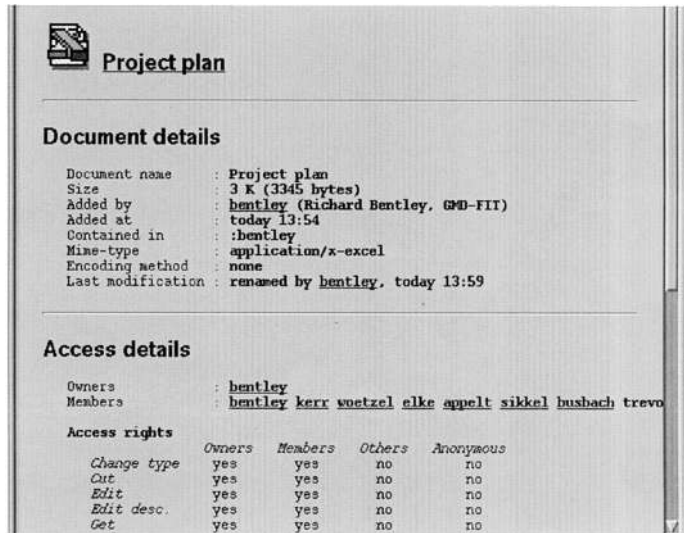 Project plan
Document details
Document name : Project plan
Size : 3 K (3345 bytes)
Added by : bentley (Richard Bentley, GMD-FIT)
Added at : today 13:54
Contained in : :bentley
Mime-type : application/x-excel
Encoding method : none
Last modification : renamed by bentley, today 13:59
Access details
Owners : bentley
Members : bentley kerr woetzel elke appelt sikkel busbach trevo
Access rights
Owners Members Others Anonymous
Change type yes yes no no
Cut yes yes no no
Edit yes yes no no
Edit desc. yes yes no no
Get yes yes no no